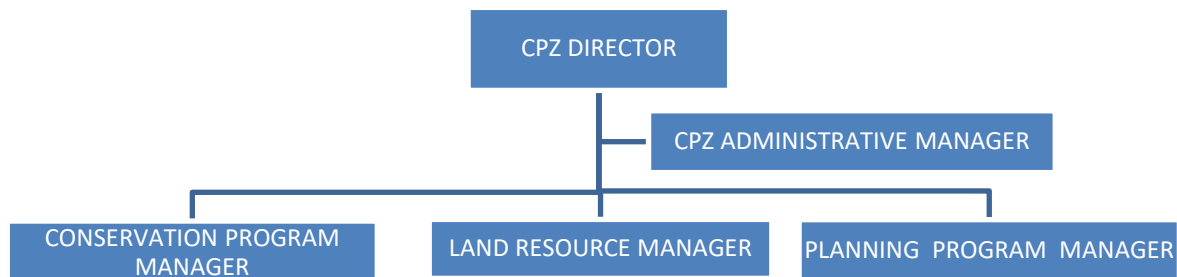 CPZ DIRECTOR
CPZ ADMINISTRATIVE MANAGER
CONSERVATION PROGRAM
MANAGER
LAND RESOURCE MANAGER
PLANNING PROGRAM MANAGER